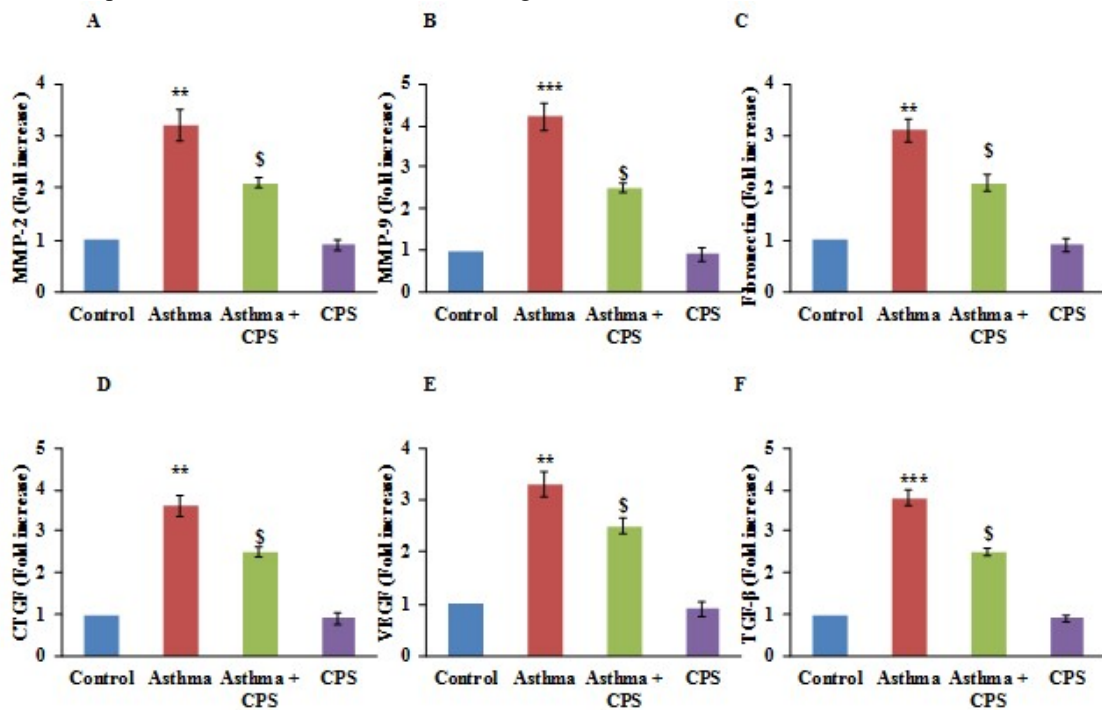 A
B
C
MMP-2 (Fold increase)
4
3
2
1
0
**
$
Control
Asthma
Asthma +
CPS
CPS
MMP-9 (Fold increase)
5
4
3
2
1
0
***
$
Control
Asthma
Asthma +
CPS
CPS
Fibronectin (Fold increase)
4
3
2
1
0
**
$
Control
Asthma
Asthma +
CPS
CPS
D
E
F
CTGF (Fold increase)
5
4
3
2
1
0
**
$
Control
Asthma
Asthma +
CPS
CPS
VEGF (Fold increase)
4
3
2
1
0
**
$
Control
Asthma
Asthma +
CPS
CPS
TGF-β (Fold increase)
5
4
3
2
1
0
***
$
Control
Asthma
Asthma +
CPS
CPS